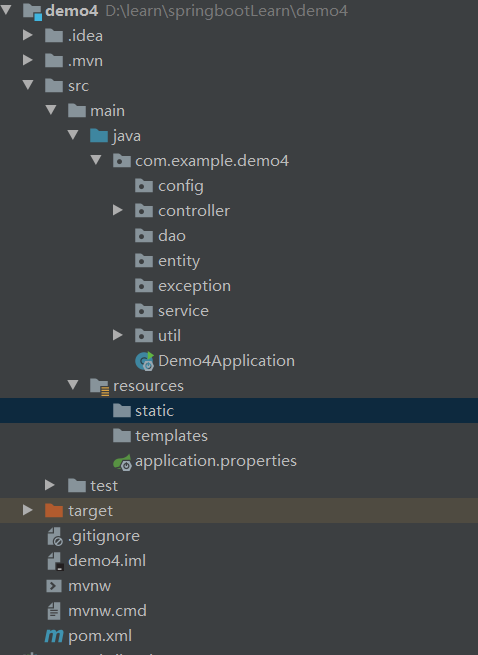 demo4 D:\learn\springbootLearn\demo4
.idea
.mvn
src
main
java
com.example.demo4
config
controller
dao
entity
exception
service
util
Demo4Application
resources
static
templates
application.properties
test
target
.gitignore
demo4.iml
mvnw
mvnw.cmd
pom.xml